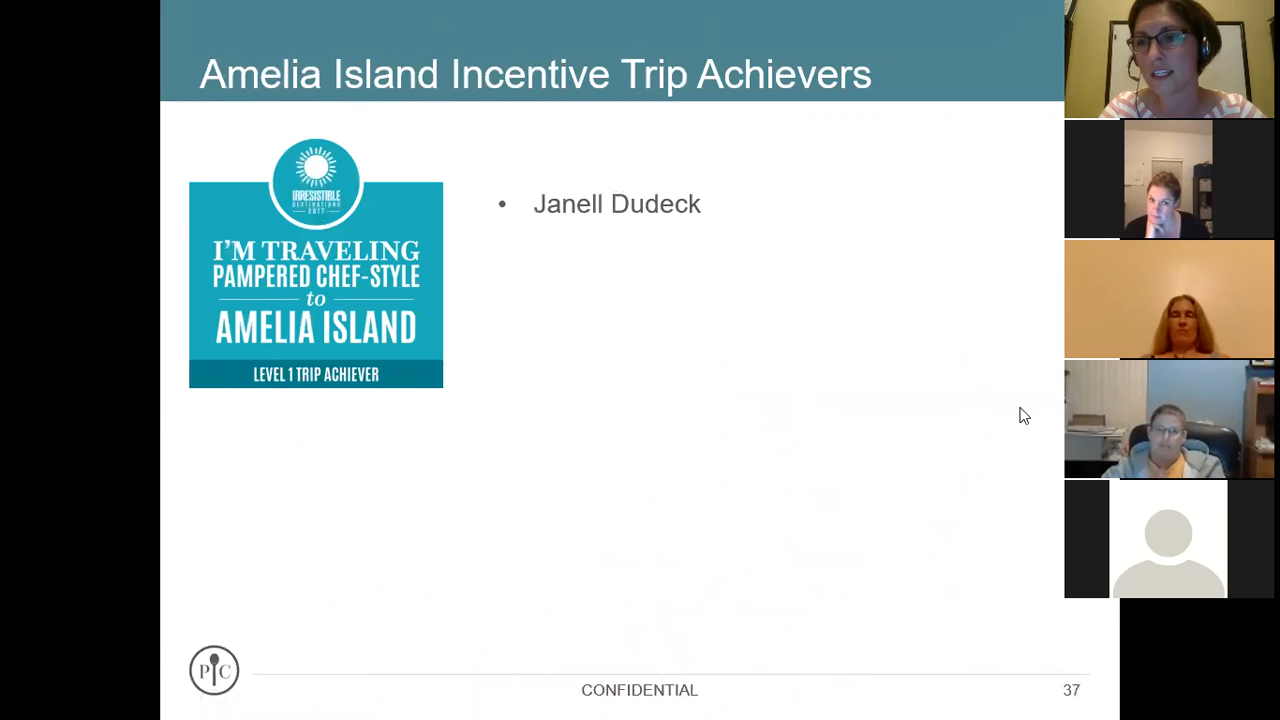 Amelia Island Incentive Trip Achievers
IRRESISTIBLE
DESTINATIONS
2017
I'M TRAVELING
PAMPERED CHEF-STYLE
to
AMELIA ISLAND
LEVEL 1 TRIP ACHIEVER
• Janell Dudeck
PC
CONFIDENTIAL
37